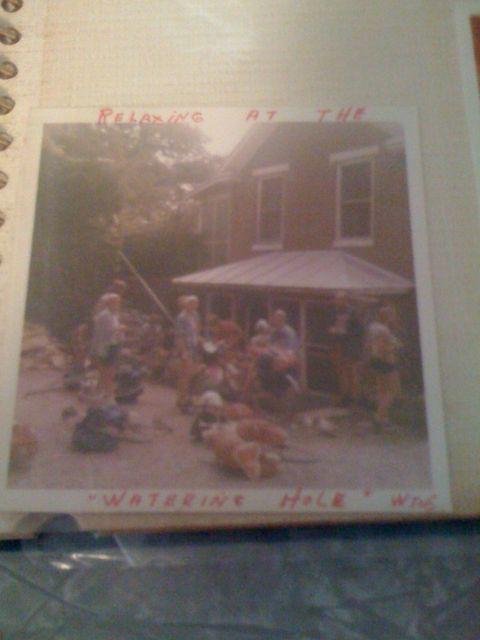 RELAXING AT THE
"WATERING HOLE"